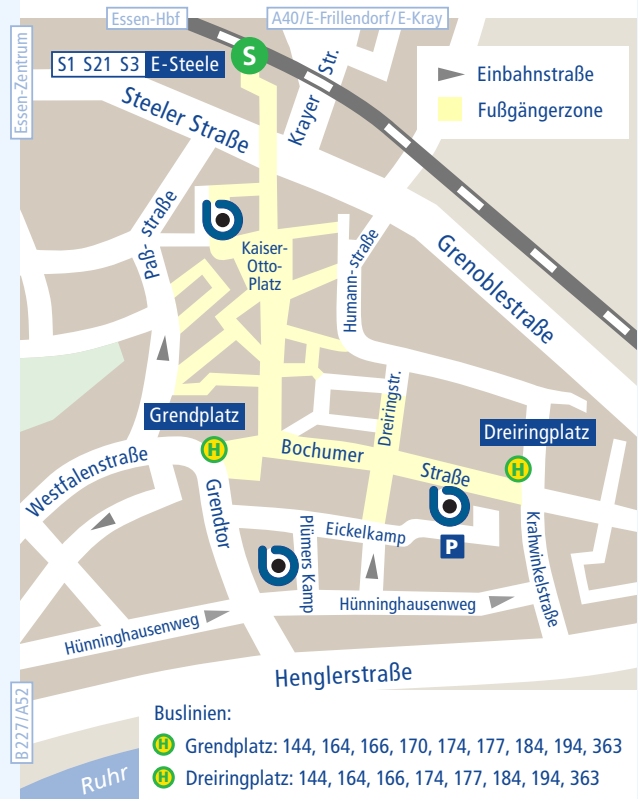 Essen-Hbf
A40/E-Frillendorf/E-Kray
Essen-Zentrum
S
S1 S21 S3 E-Steele
Einbahnstraße
Fußgängerzone
Krayer Str.
Steeler Straße
Paß-straße
Kaiser-
Otto-
Platz
Humann-straße
Grenoblestraße
Grendplatz
H
Dreiringstr.
Dreiringplatz
H
Bochumer Straße
Westfalenstraße
Grendtor
Eickelkamp
P
Plümers Kamp
Krahwinkelstraße
Hünninghausenweg
Hünninghausenweg
Henglerstraße
B227/A52
Ruhr
Buslinien:
H Grendplatz: 144, 164, 166, 170, 174, 177, 184, 194, 363
H Dreiringplatz: 144, 164, 166, 174, 177, 184, 194, 363